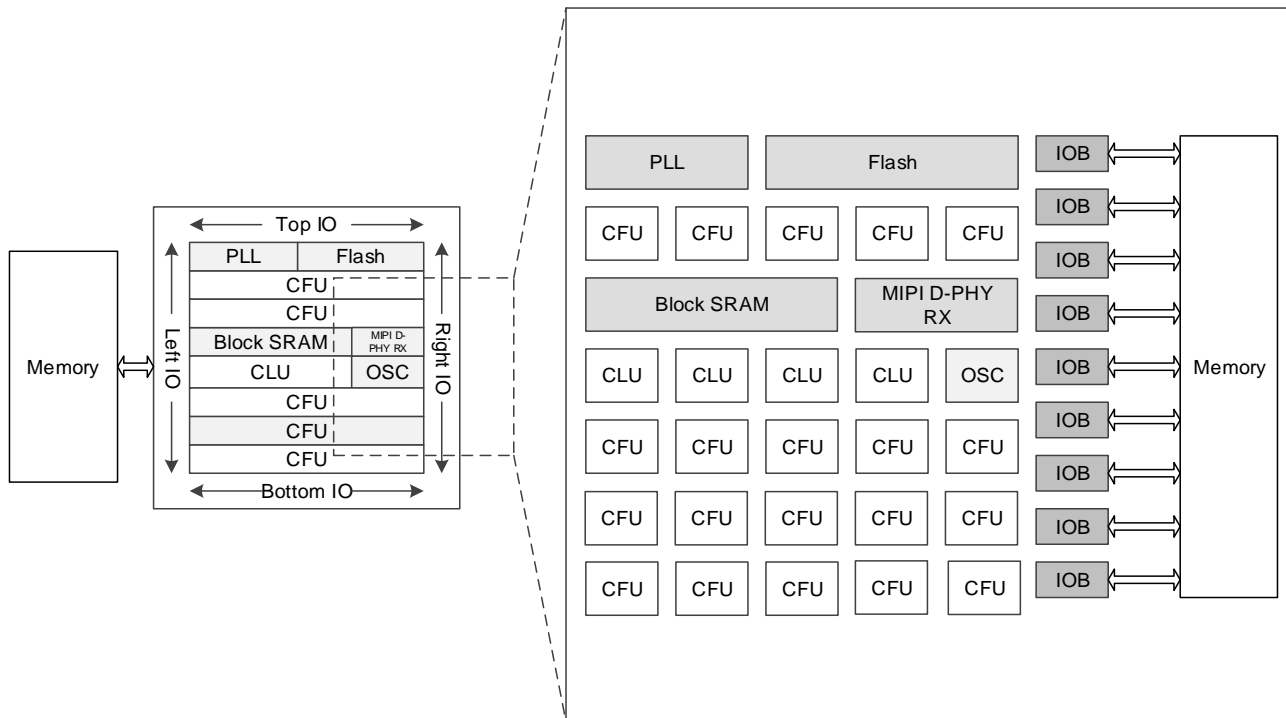 Memory
Top IO
Left IO
Right IO
Bottom IO
PLL Flash
CFU
CFU
Block SRAM MIPI D-
PHY RX
CLU OSC
CFU
CFU
CFU
PLL Flash
CFU CFU CFU CFU CFU
Block SRAM MIPI D-PHY
RX
CLU CLU CLU CLU OSC
CFU CFU CFU CFU CFU
CFU CFU CFU CFU CFU
CFU CFU CFU CFU CFU
IOB
IOB
IOB
IOB
IOB
IOB
IOB
IOB
IOB
Memory